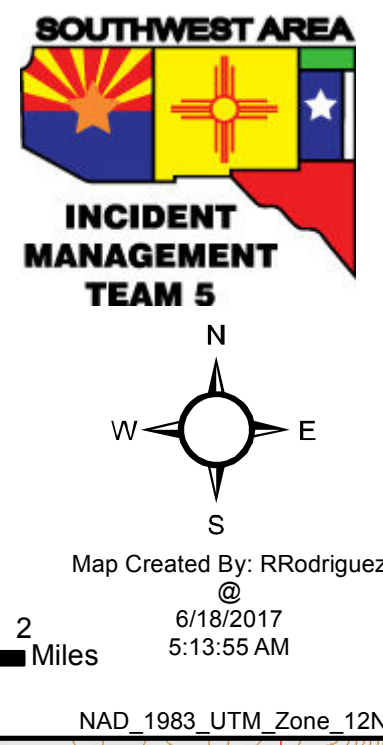 SOUTHWEST AREA
INCIDENT
MANAGEMENT
TEAM 5
N
W E
S
Map Created By: RRodriguez
@
6/18/2017
5:13:55 AM
2
Miles
NAD_1983_UTM_Zone_12N